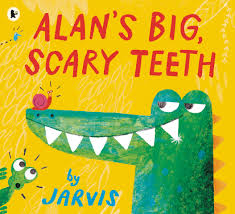 ALAN'S BIG,
SCARY TEETH
by
JARVIS